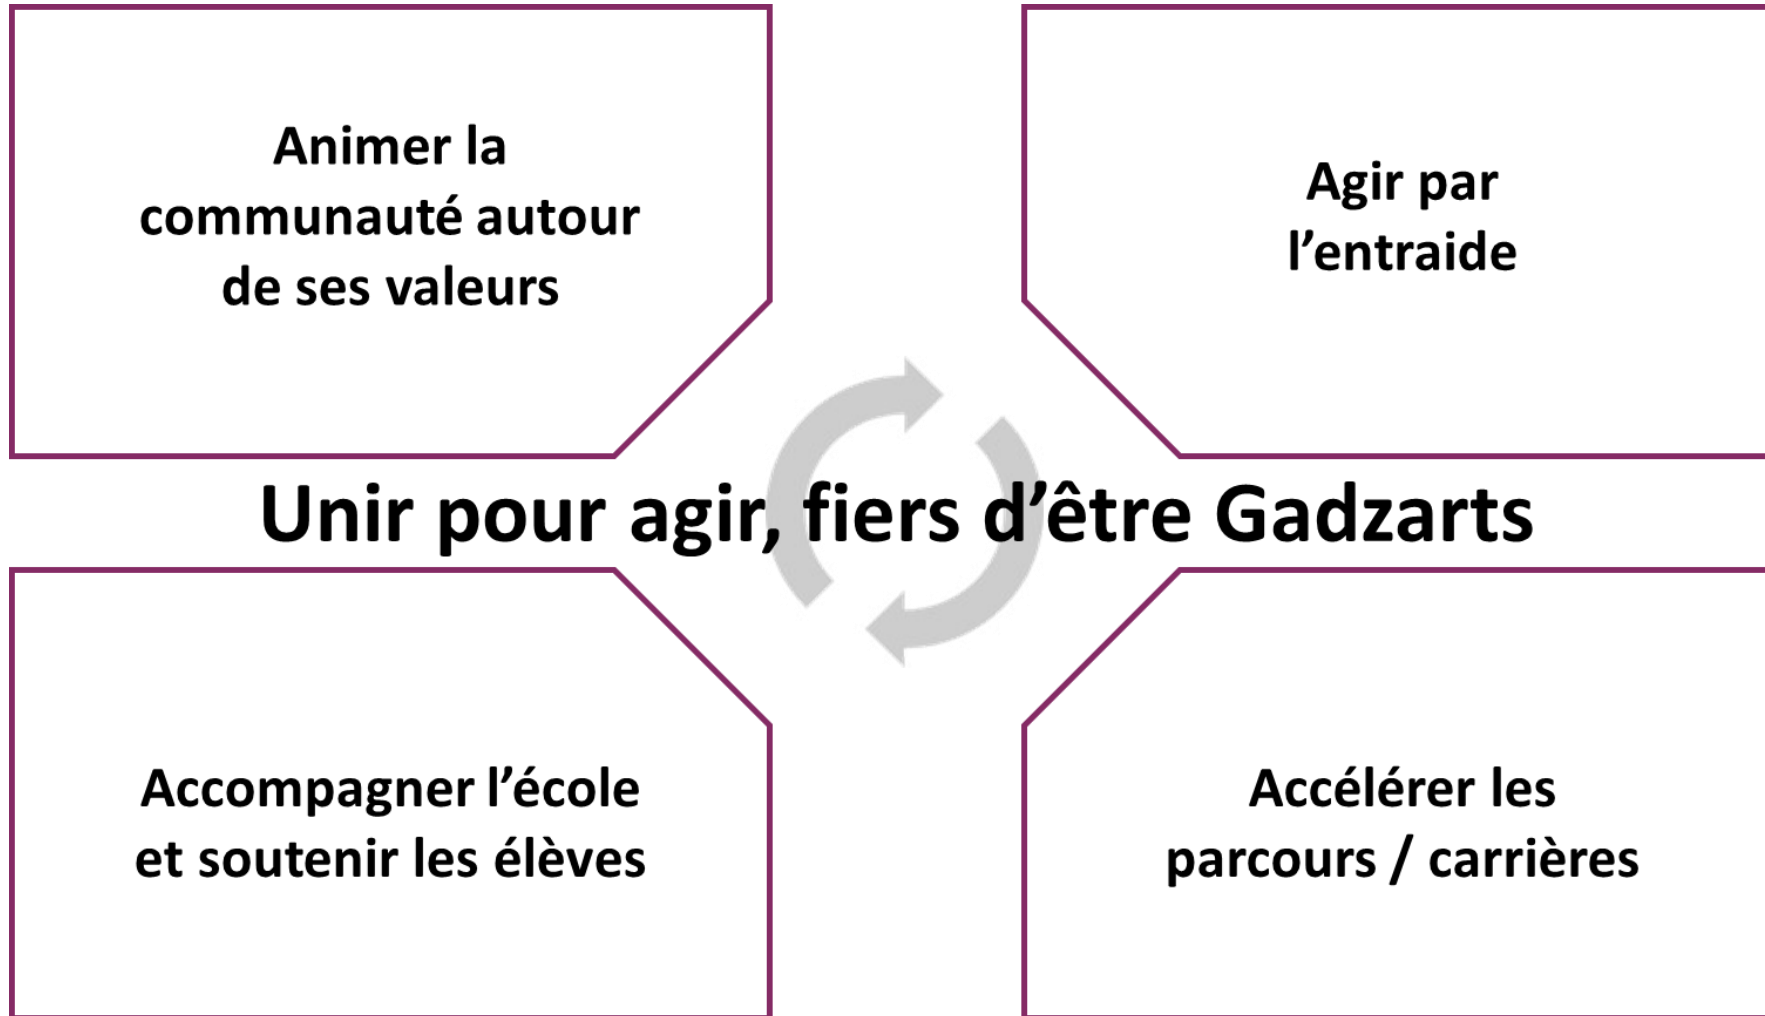 Animer la
communauté autour
de ses valeurs
Agir par
l’entraide
Unir pour agir, fiers d’être Gadzarts
Accompagner l’école
et soutenir les élèves
Accélérer les
parcours / carrières